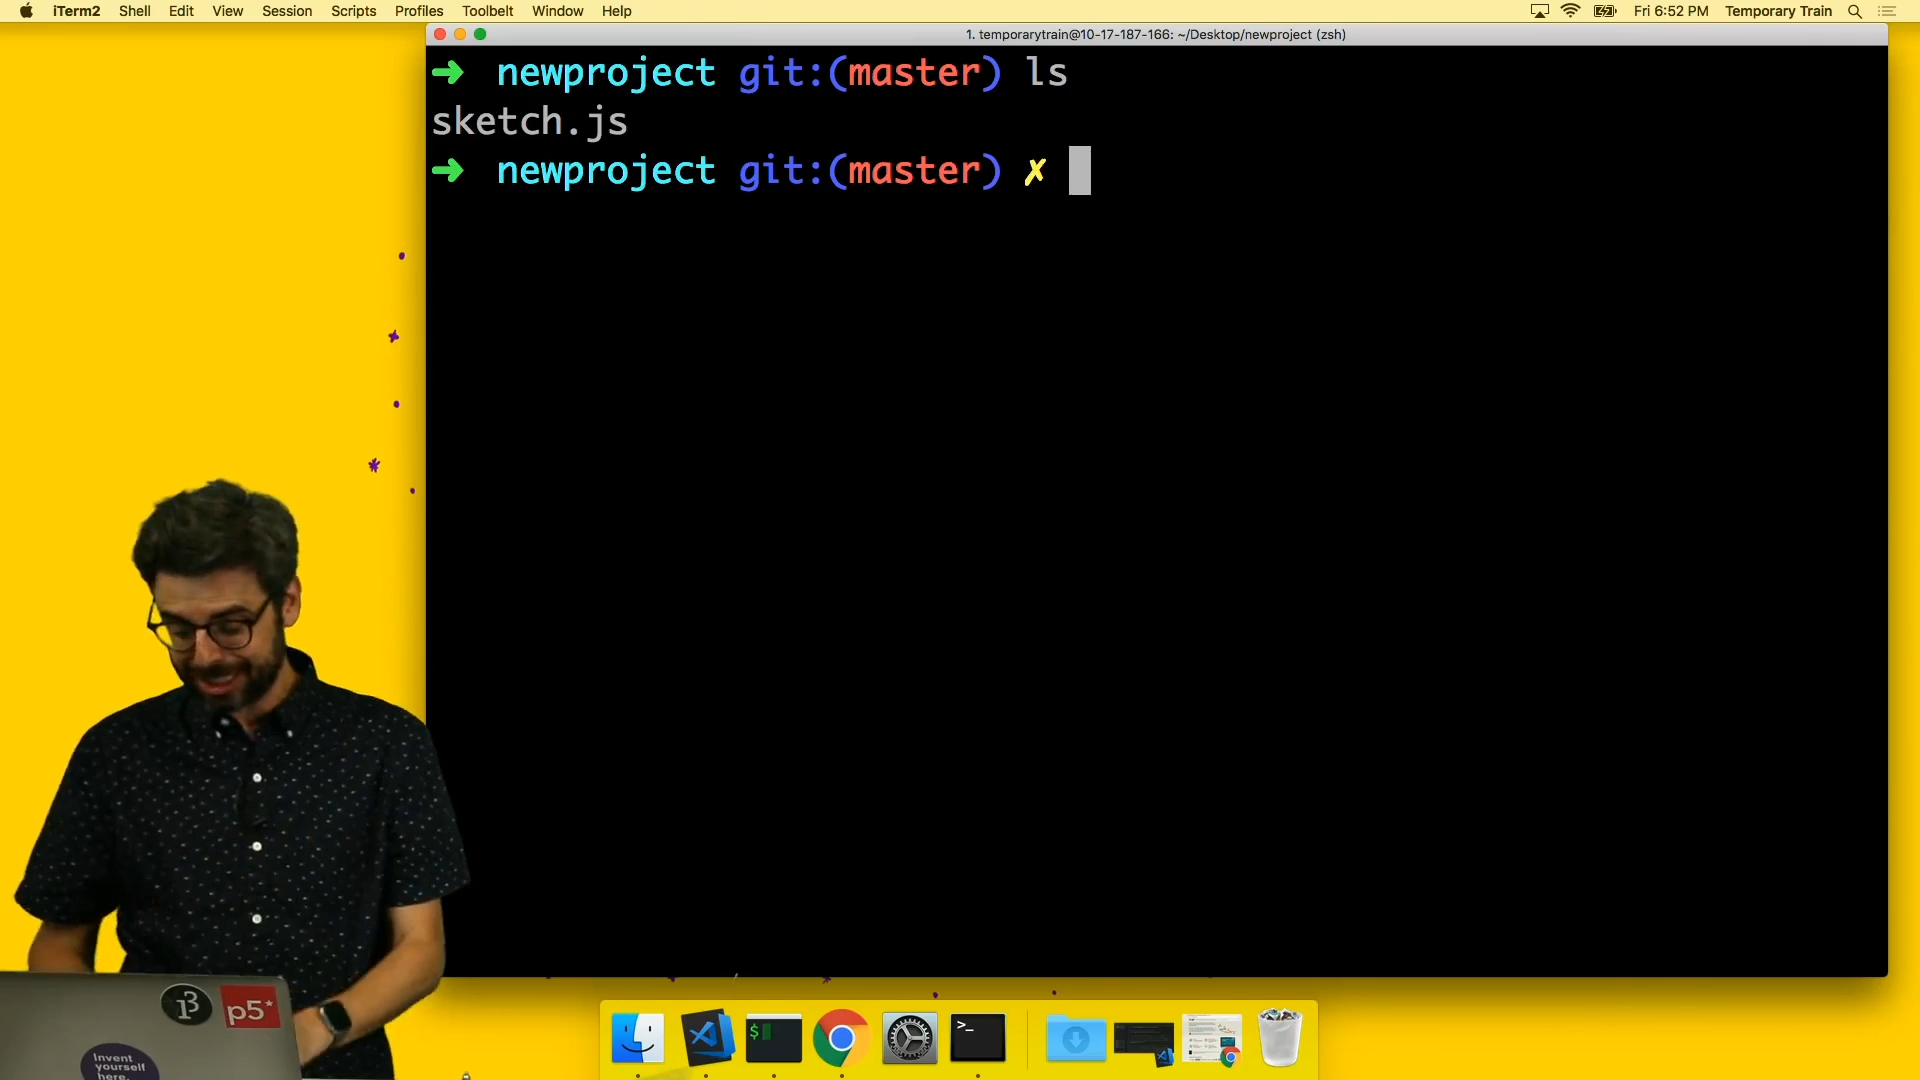 iTerm2 Shell Edit View Session Scripts Profiles Toolbelt Window Help Fri 6:52 PM Temporary Train
1. temporarytrain@10-17-187-166: ~/Desktop/newproject (zsh)
➜ newproject git:(master) ls
sketch.js
➜ newproject git:(master) ✗
p5*
Invent
yourself
here.
$
>_